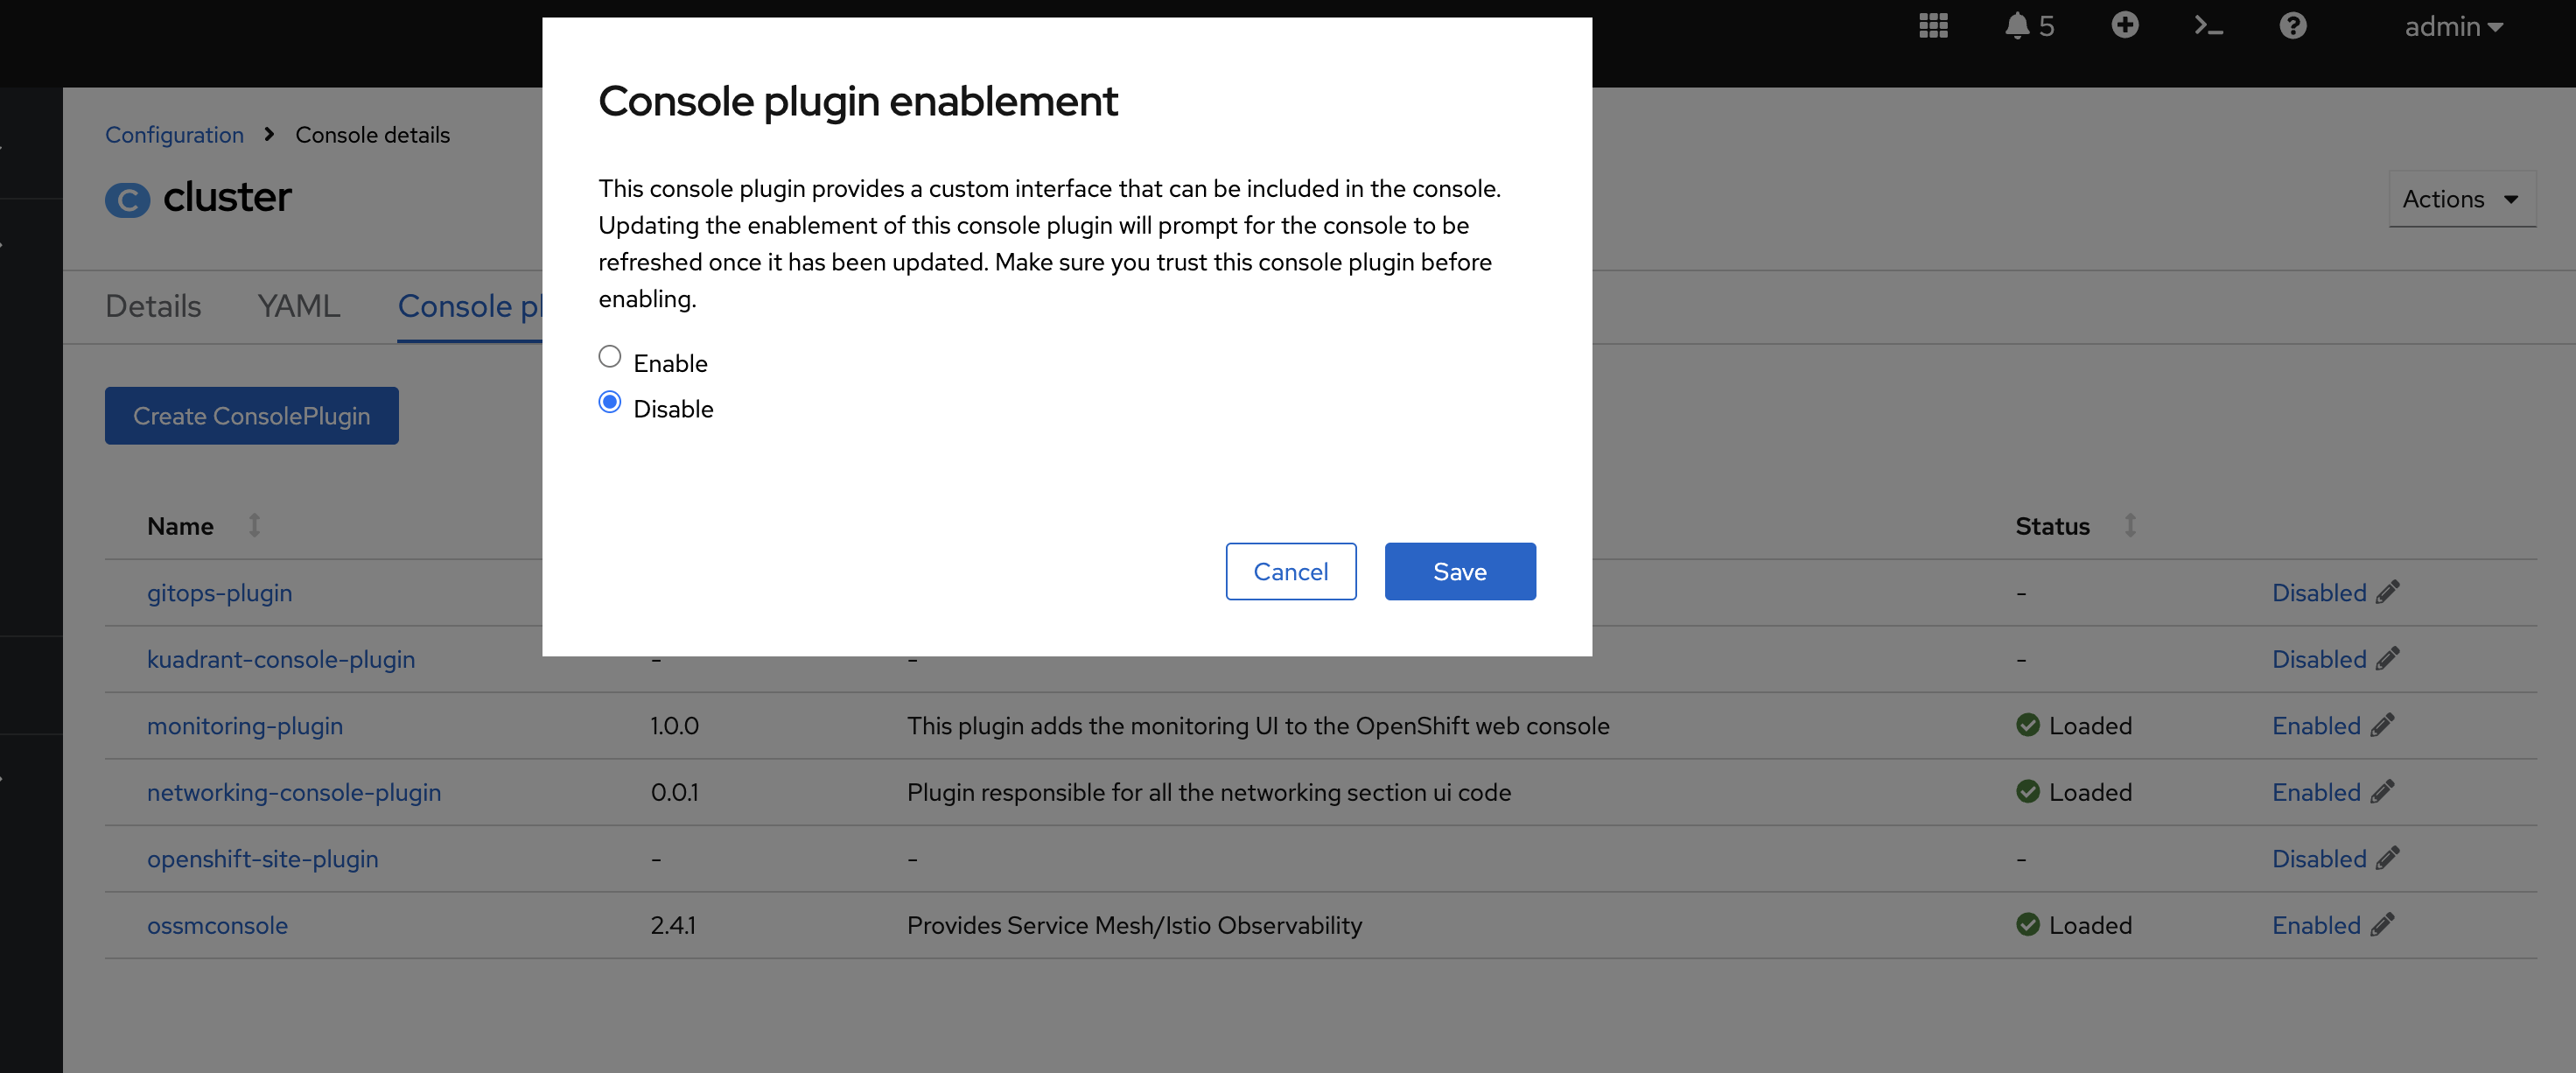 5
admin
Configuration > Console details
C cluster
Actions
Details YAML Console pl
Create ConsolePlugin
Console plugin enablement
This console plugin provides a custom interface that can be included in the console.
Updating the enablement of this console plugin will prompt for the console to be
refreshed once it has been updated. Make sure you trust this console plugin before
enabling.
Enable
Disable
Cancel Save
Name Status
gitops-plugin - Disabled
kuadrant-console-plugin - - - Disabled
monitoring-plugin 1.0.0 This plugin adds the monitoring UI to the OpenShift web console Loaded Enabled
networking-console-plugin 0.0.1 Plugin responsible for all the networking section ui code Loaded Enabled
openshift-site-plugin - - - Disabled
ossmconsole 2.4.1 Provides Service Mesh/Istio Observability Loaded Enabled